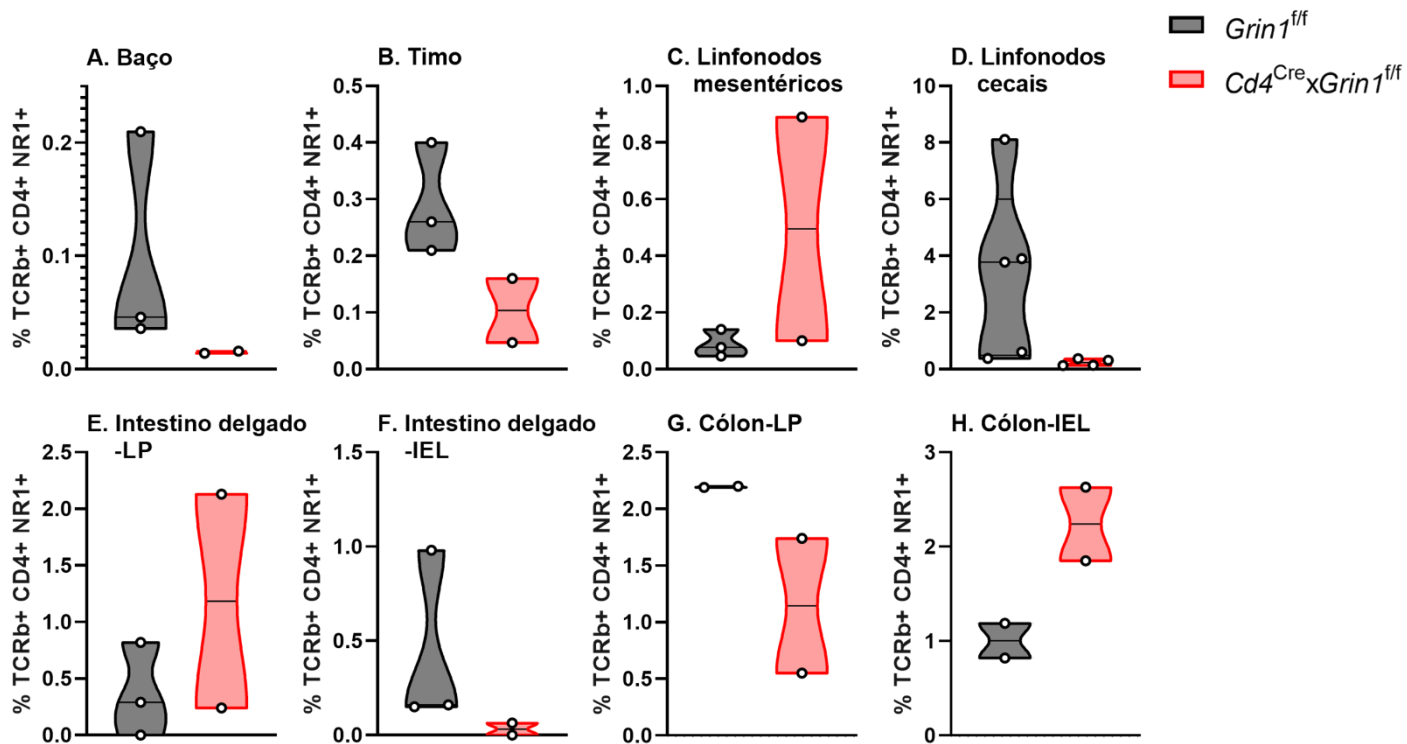 Grin1f/f
Cd4CrexGrin1f/f
A. Baço
% TCRb+ CD4+ NR1+
0.2
0.1
0.0
B. Timo
% TCRb+ CD4+ NR1+
0.5
0.4
0.3
0.2
0.1
0.0
C. Linfonodos
mesentéricos
% TCRb+ CD4+ NR1+
1.0
0.8
0.6
0.4
0.2
0.0
D. Linfonodos
cecais
% TCRb+ CD4+ NR1+
10
8
6
4
2
0
E. Intestino delgado
-LP
% TCRb+ CD4+ NR1+
2.5
2.0
1.5
1.0
0.5
0.0
F. Intestino delgado
-IEL
% TCRb+ CD4+ NR1+
1.5
1.0
0.5
0.0
G. Cólon-LP
% TCRb+ CD4+ NR1+
2.5
2.0
1.5
1.0
0.5
0.0
H. Cólon-IEL
% TCRb+ CD4+ NR1+
3
2
1
0